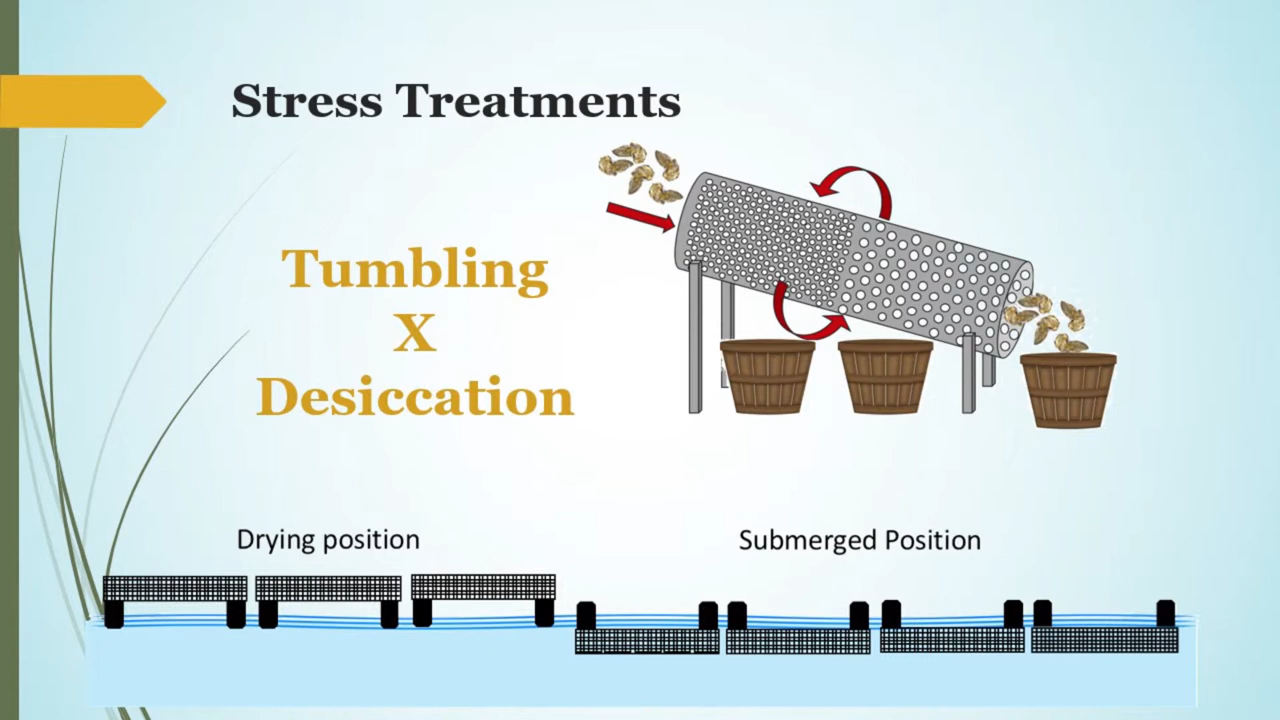 Stress Treatments
Tumbling
X
Desiccation
Drying position
Submerged Position